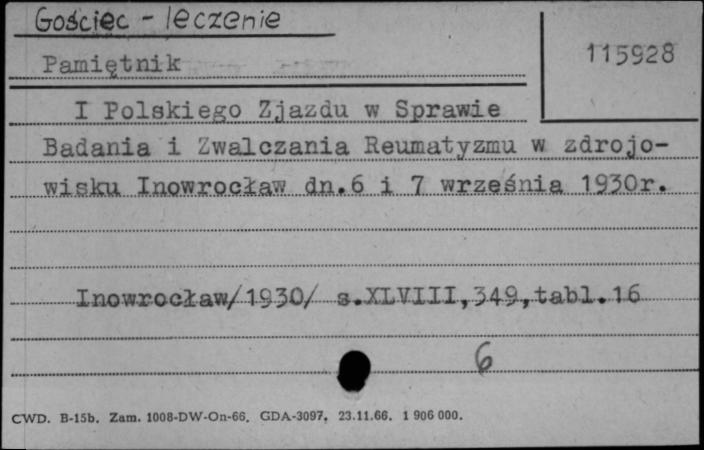 Gościec - leczenie
115928
Pamiętnik
I Polskiego Zjazdu w Sprawie
Badania i Zwalczania Reumatyzmu w zdrojo-
wisku Inowrocław dn.6 i 7 września 1930r.
Inowrocław/1930/ s.XLVIII,349,tabl.16
6
CWD. B-15b. Zam. 1008-DW-On-66. GDA-3097. 23.11.66. 1 906 000.